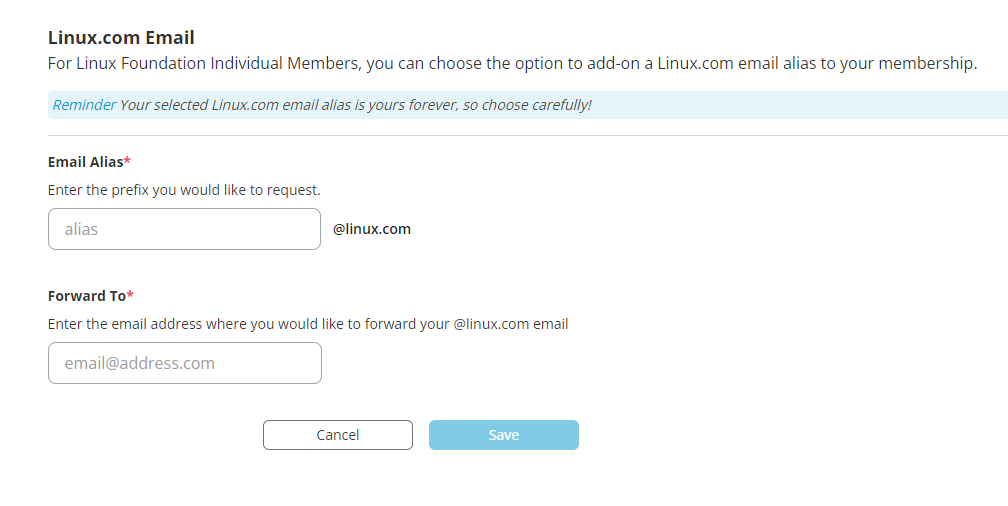 Linux.com Email
For Linux Foundation Individual Members, you can choose the option to add-on a Linux.com email alias to your membership.
Reminder Your selected Linux.com email alias is yours forever, so choose carefully!
Email Alias*
Enter the prefix you would like to request.
alias @linux.com
Forward To*
Enter the email address where you would like to forward your @linux.com email
email@address.com
Cancel Save